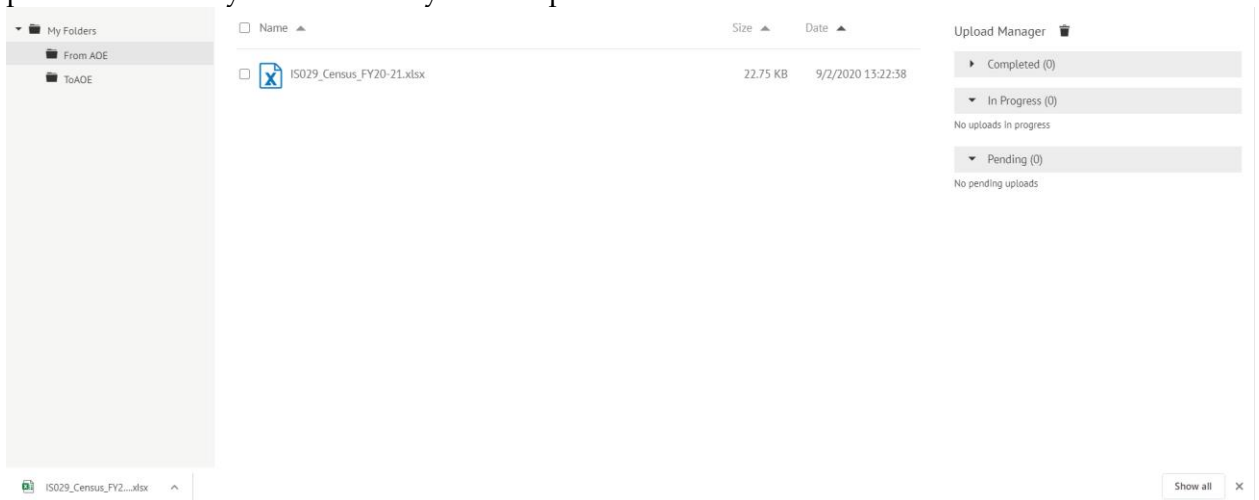 My Folders
From AOE
ToAOE
Name
Size
Date
IS029_Census_FY20-21.xlsx
22.75 KB
9/2/2020 13:22:38
Upload Manager
Completed (0)
In Progress (0)
No uploads in progress
Pending (0)
No pending uploads
IS029_Census_FY2....xlsx
Show all